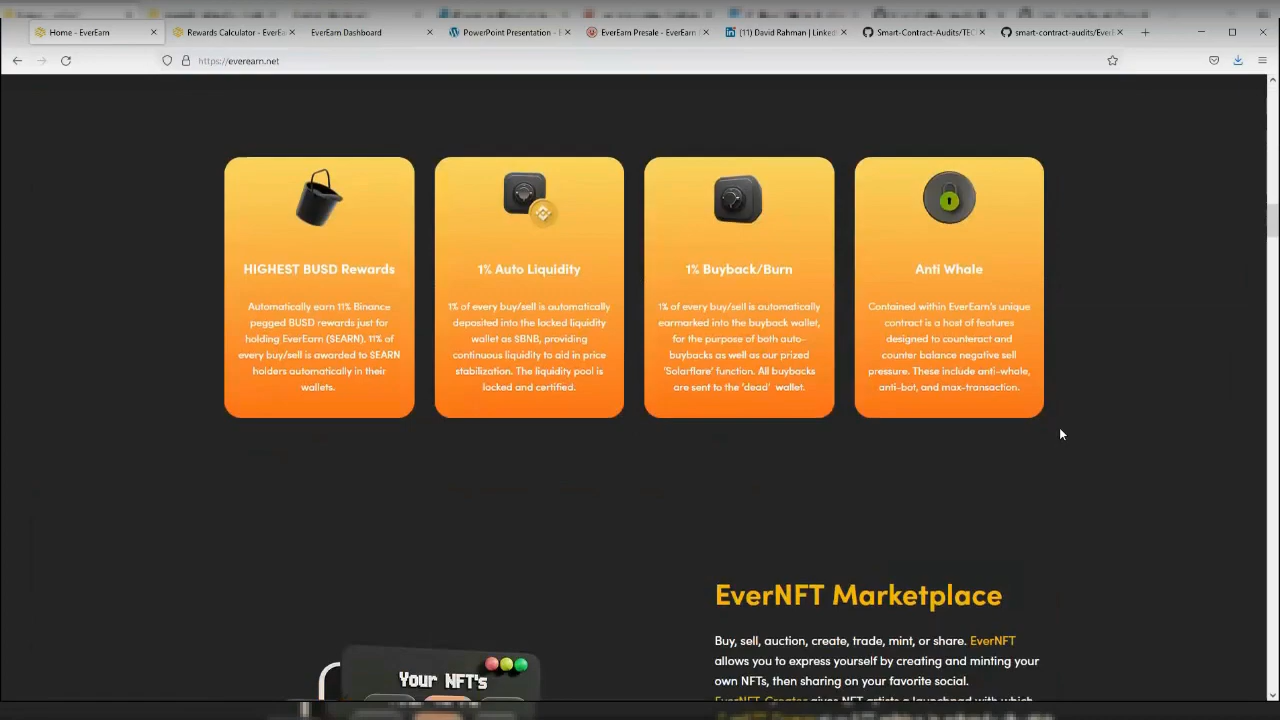 Home - EverEarn
Rewards Calculator - EverEa
EverEarn Dashboard
PowerPoint Presentation -
EverEarn Presale - EverEarn
(11) David Rahman | Linked
Smart-Contract-Audits/TEC
smart-contract-audits/EverE
https://everearn.net
HIGHEST BUSD Rewards
Automatically earn 11% Binance
pegged BUSD rewards just for
holding EverEarn ($EARN). 11% of
every buy/sell is awarded to $EARN
holders automatically in their
wallets.
1% Auto Liquidity
1% of every buy/sell is automatically
deposited into the locked liquidity
wallet as $BNB, providing
continuous liquidity to aid in price
stabilization. The liquidity pool is
locked and certified.
1% Buyback/Burn
1% of every buy/sell is automatically
earmarked into the buyback wallet,
for the purpose of both auto-
buybacks as well as our prized
'Solarflare' function. All buybacks
are sent to the 'dead' wallet.
Anti Whale
Contained within EverEarn's unique
contract is a host of features
designed to counteract and
counter balance negative sell
pressure. These include anti-whale,
anti-bot, and max-transaction.
EverNFT Marketplace
Buy, sell, auction, create, trade, mint, or share. EverNFT
allows you to express yourself by creating and minting your
own NFTs, then sharing on your favorite social.
EverNFT Creator gives NFT artists a launchpad with which
Your NFT's